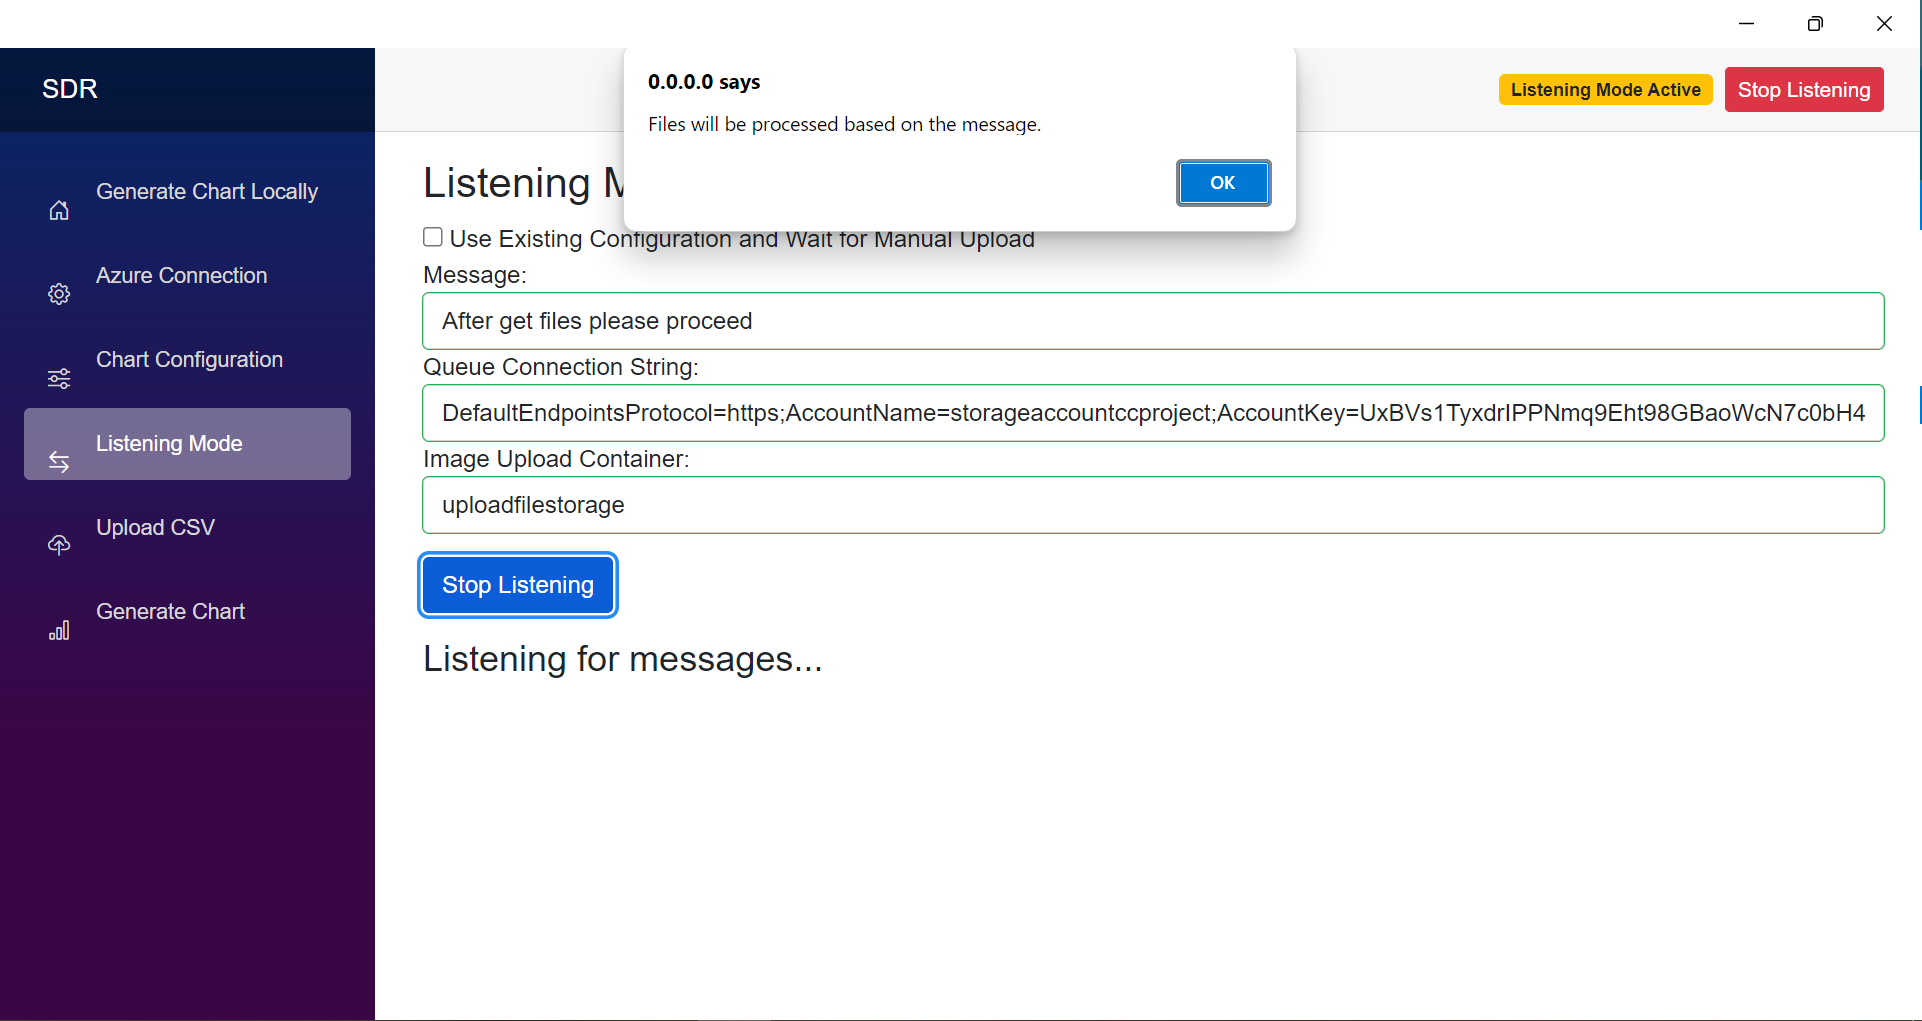 SDR
Generate Chart Locally
Azure Connection
Chart Configuration
Listening Mode
Upload CSV
Generate Chart
0.0.0.0 says
Files will be processed based on the message.
OK
Listening Mode Active
Stop Listening
Listening
Use Existing Configuration and Wait for Manual Upload
Message:
After get files please proceed
Queue Connection String:
DefaultEndpointsProtocol=https;AccountName=storageaccountccproject;AccountKey=UxBVs1TyxdrIPPNmq9Eht98GBaoWcN7c0bH4
Image Upload Container:
uploadfilestorage
Stop Listening
Listening for messages...